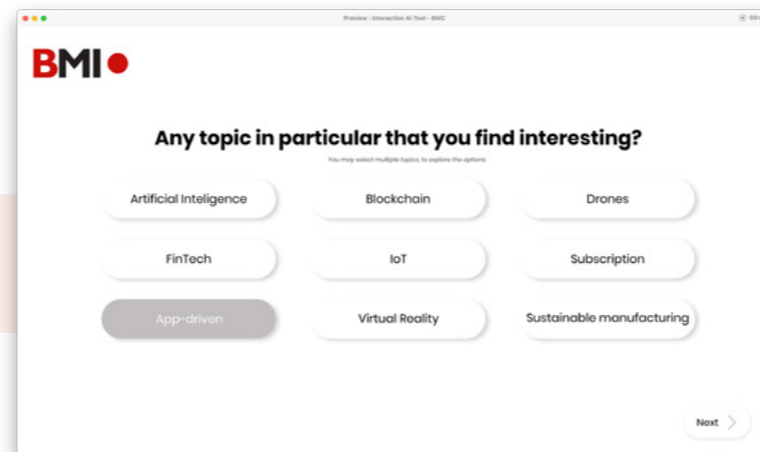 Preview : Interaction AI Tool - BMC
BMI
Any topic in particular that you find interesting?
You may select multiple topics, to explore the options
Artificial Inteligence
Blockchain
Drones
FinTech
IoT
Subscription
App-driven
Virtual Reality
Sustainable manufacturing
Next